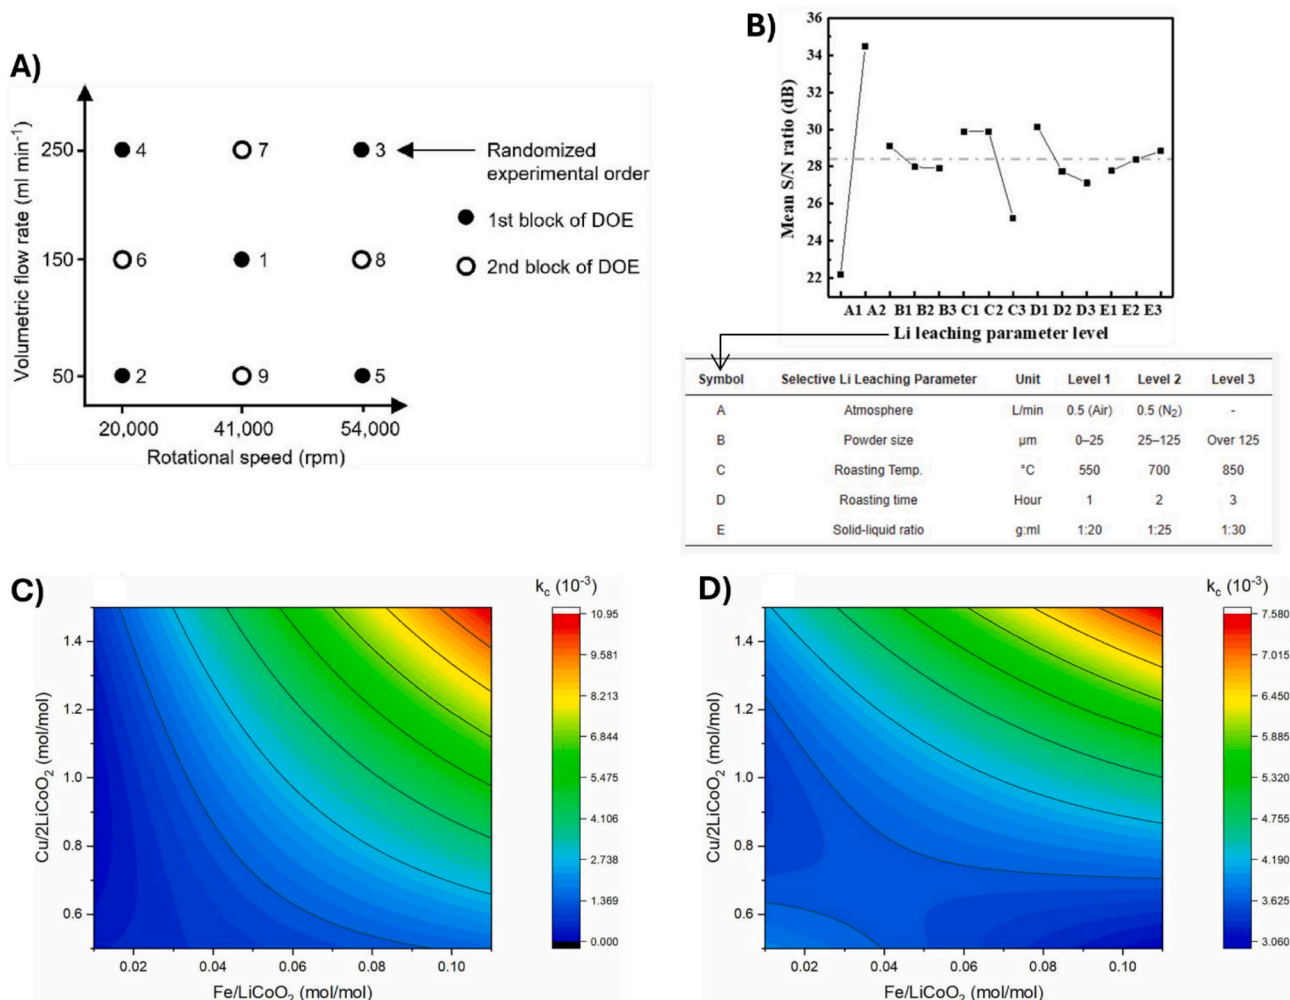 A)
Volumetric flow rate (ml min⁻¹)
250
150
50
4
7
3
6
1
8
2
9
5
Randomized
experimental order
1st block of DOE
2nd block of DOE
20,000
41,000
54,000
Rotational speed (rpm)
B)
Mean S/N ratio (dB)
36
34
32
30
28
26
24
22
A1 A2 B1 B2 B3 C1 C2 C3 D1 D2 D3 E1 E2 E3
Li leaching parameter level
Symbol Selective Li Leaching Parameter Unit Level 1 Level 2 Level 3
A Atmosphere L/min 0.5 (Air) 0.5 (N₂) -
B Powder size μm 0–25 25–125 Over 125
C Roasting Temp. °C 550 700 850
D Roasting time Hour 1 2 3
E Solid-liquid ratio g:ml 1:20 1:25 1:30
C)
Cu/2LiCoO₂ (mol/mol)
1.4
1.2
1.0
0.8
0.6
0.02 0.04 0.06 0.08 0.10
Fe/LiCoO₂ (mol/mol)
k_c (10⁻³)
10.95
9.581
8.213
6.844
5.475
4.106
2.738
1.369
0.000
D)
Cu/2LiCoO₂ (mol/mol)
1.4
1.2
1.0
0.8
0.6
0.02 0.04 0.06 0.08 0.10
Fe/LiCoO₂ (mol/mol)
k_c (10⁻³)
7.580
7.015
6.450
5.885
5.320
4.755
4.190
3.625
3.060